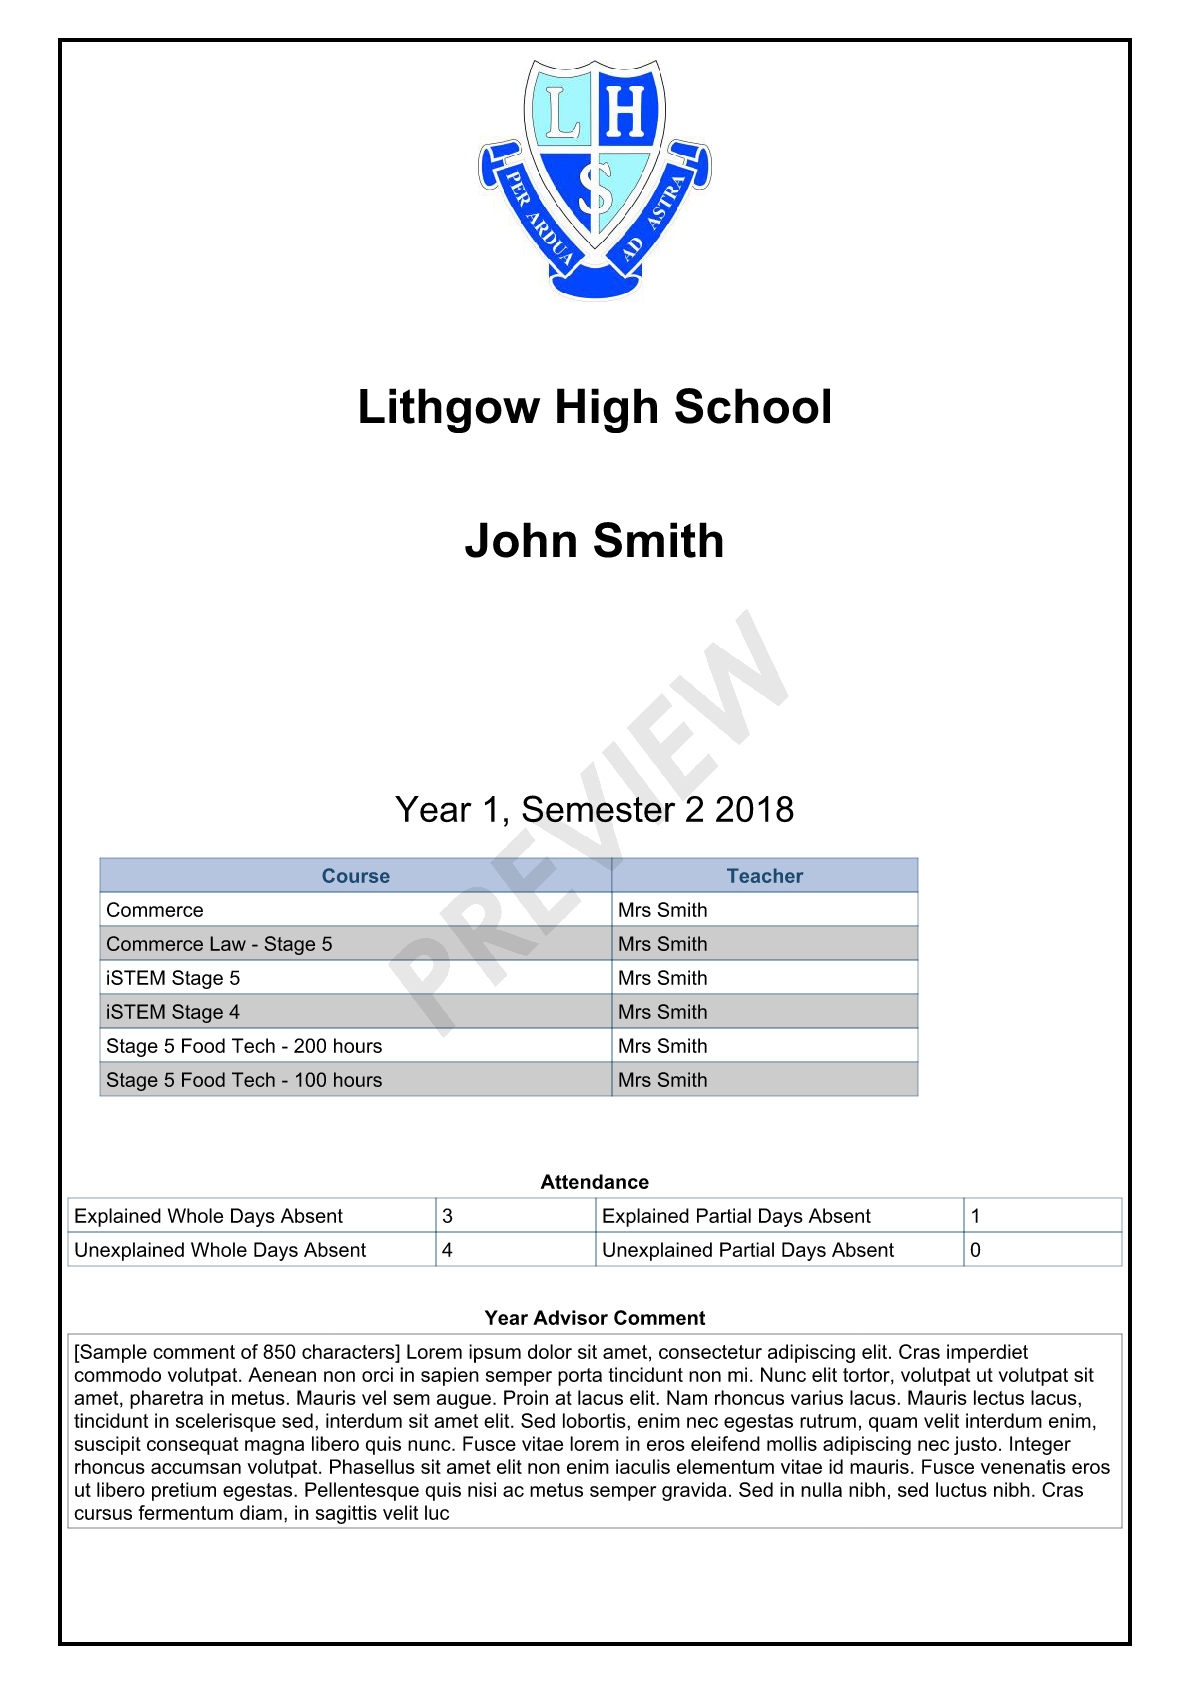 L H
S
PER ARDUA AD ASTRA
Lithgow High School
John Smith
PREVIEW
Year 1, Semester 2 2018
Course Teacher
Commerce Mrs Smith
Commerce Law - Stage 5 Mrs Smith
iSTEM Stage 5 Mrs Smith
iSTEM Stage 4 Mrs Smith
Stage 5 Food Tech - 200 hours Mrs Smith
Stage 5 Food Tech - 100 hours Mrs Smith
Attendance
Explained Whole Days Absent 3 Explained Partial Days Absent 1
Unexplained Whole Days Absent 4 Unexplained Partial Days Absent 0
Year Advisor Comment
[Sample comment of 850 characters] Lorem ipsum dolor sit amet, consectetur adipiscing elit. Cras imperdiet
commodo volutpat. Aenean non orci in sapien semper porta tincidunt non mi. Nunc elit tortor, volutpat ut volutpat sit
amet, pharetra in metus. Mauris vel sem augue. Proin at lacus elit. Nam rhoncus varius lacus. Mauris lectus lacus,
tincidunt in scelerisque sed, interdum sit amet elit. Sed lobortis, enim nec egestas rutrum, quam velit interdum enim,
suscipit consequat magna libero quis nunc. Fusce vitae lorem in eros eleifend mollis adipiscing nec justo. Integer
rhoncus accumsan volutpat. Phasellus sit amet elit non enim iaculis elementum vitae id mauris. Fusce venenatis eros
ut libero pretium egestas. Pellentesque quis nisi ac metus semper gravida. Sed in nulla nibh, sed luctus nibh. Cras
cursus fermentum diam, in sagittis velit luc